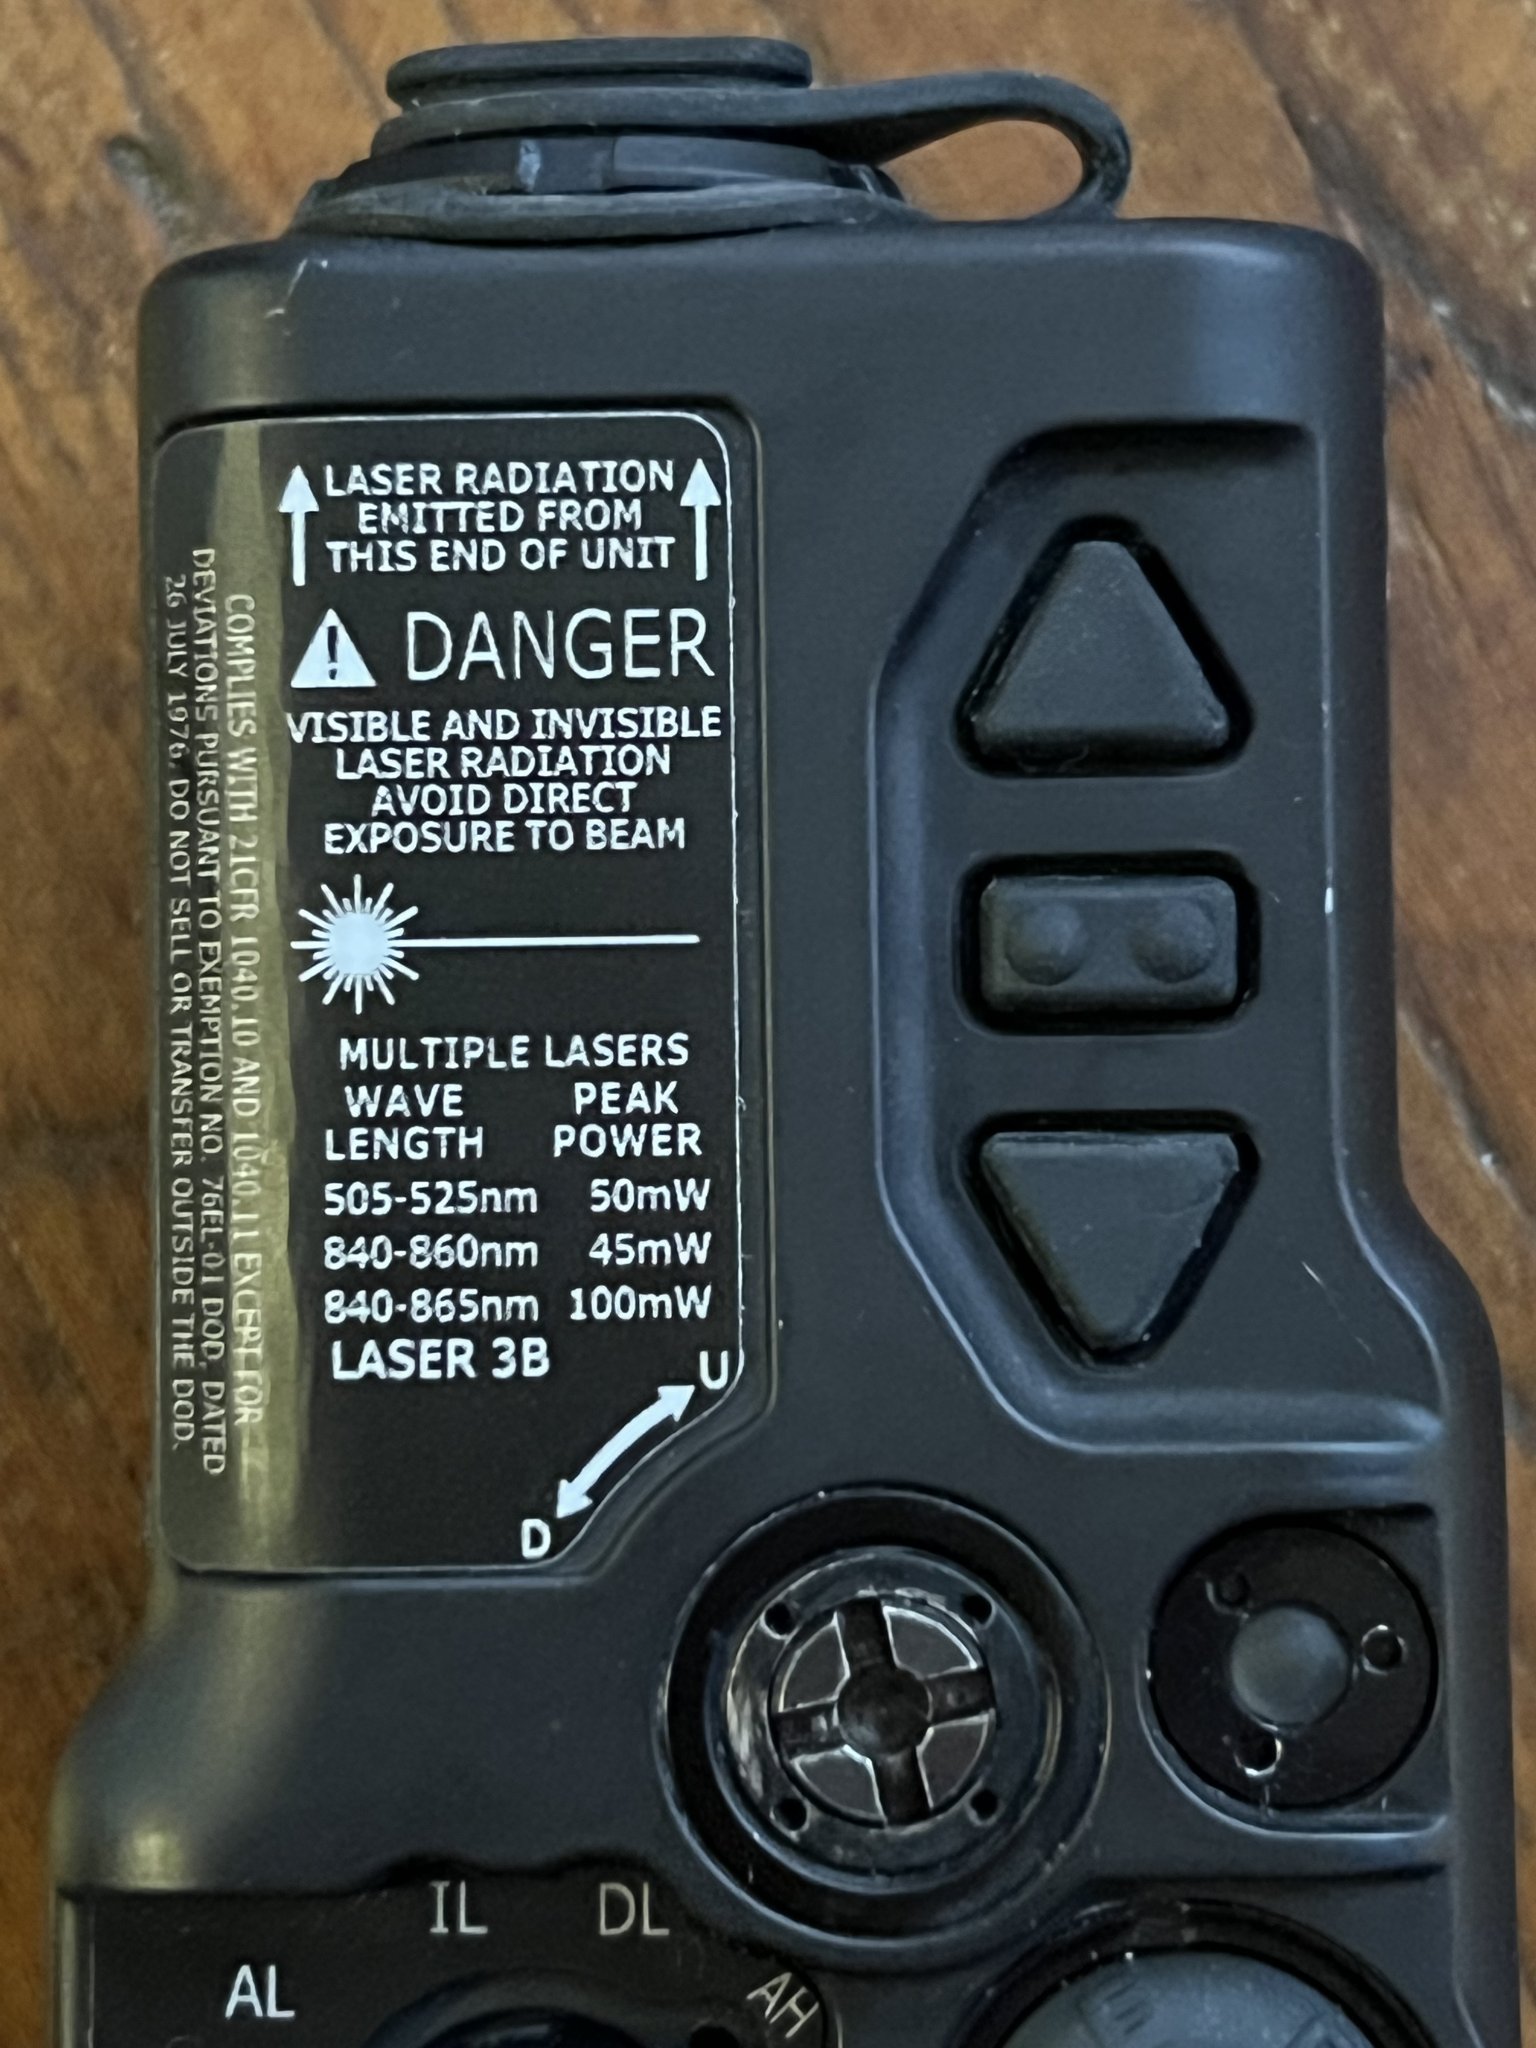 LASER RADIATION
EMITTED FROM
THIS END OF UNIT
! DANGER
VISIBLE AND INVISIBLE
LASER RADIATION
AVOID DIRECT
EXPOSURE TO BEAM
MULTIPLE LASERS
WAVE PEAK
LENGTH POWER
505-525nm 50mW
840-860nm 45mW
840-865nm 100mW
LASER 3B
U
D
COMPLIES WITH 21CFR 1040.10 AND 1040.11 EXCEPT FOR
DEVIATIONS PURSUANT TO EXEMPTION NO. 76EL-01 DOD, DATED
26 JULY 1976. DO NOT SELL OR TRANSFER OUTSIDE THE DOD.
IL DL
AL AH